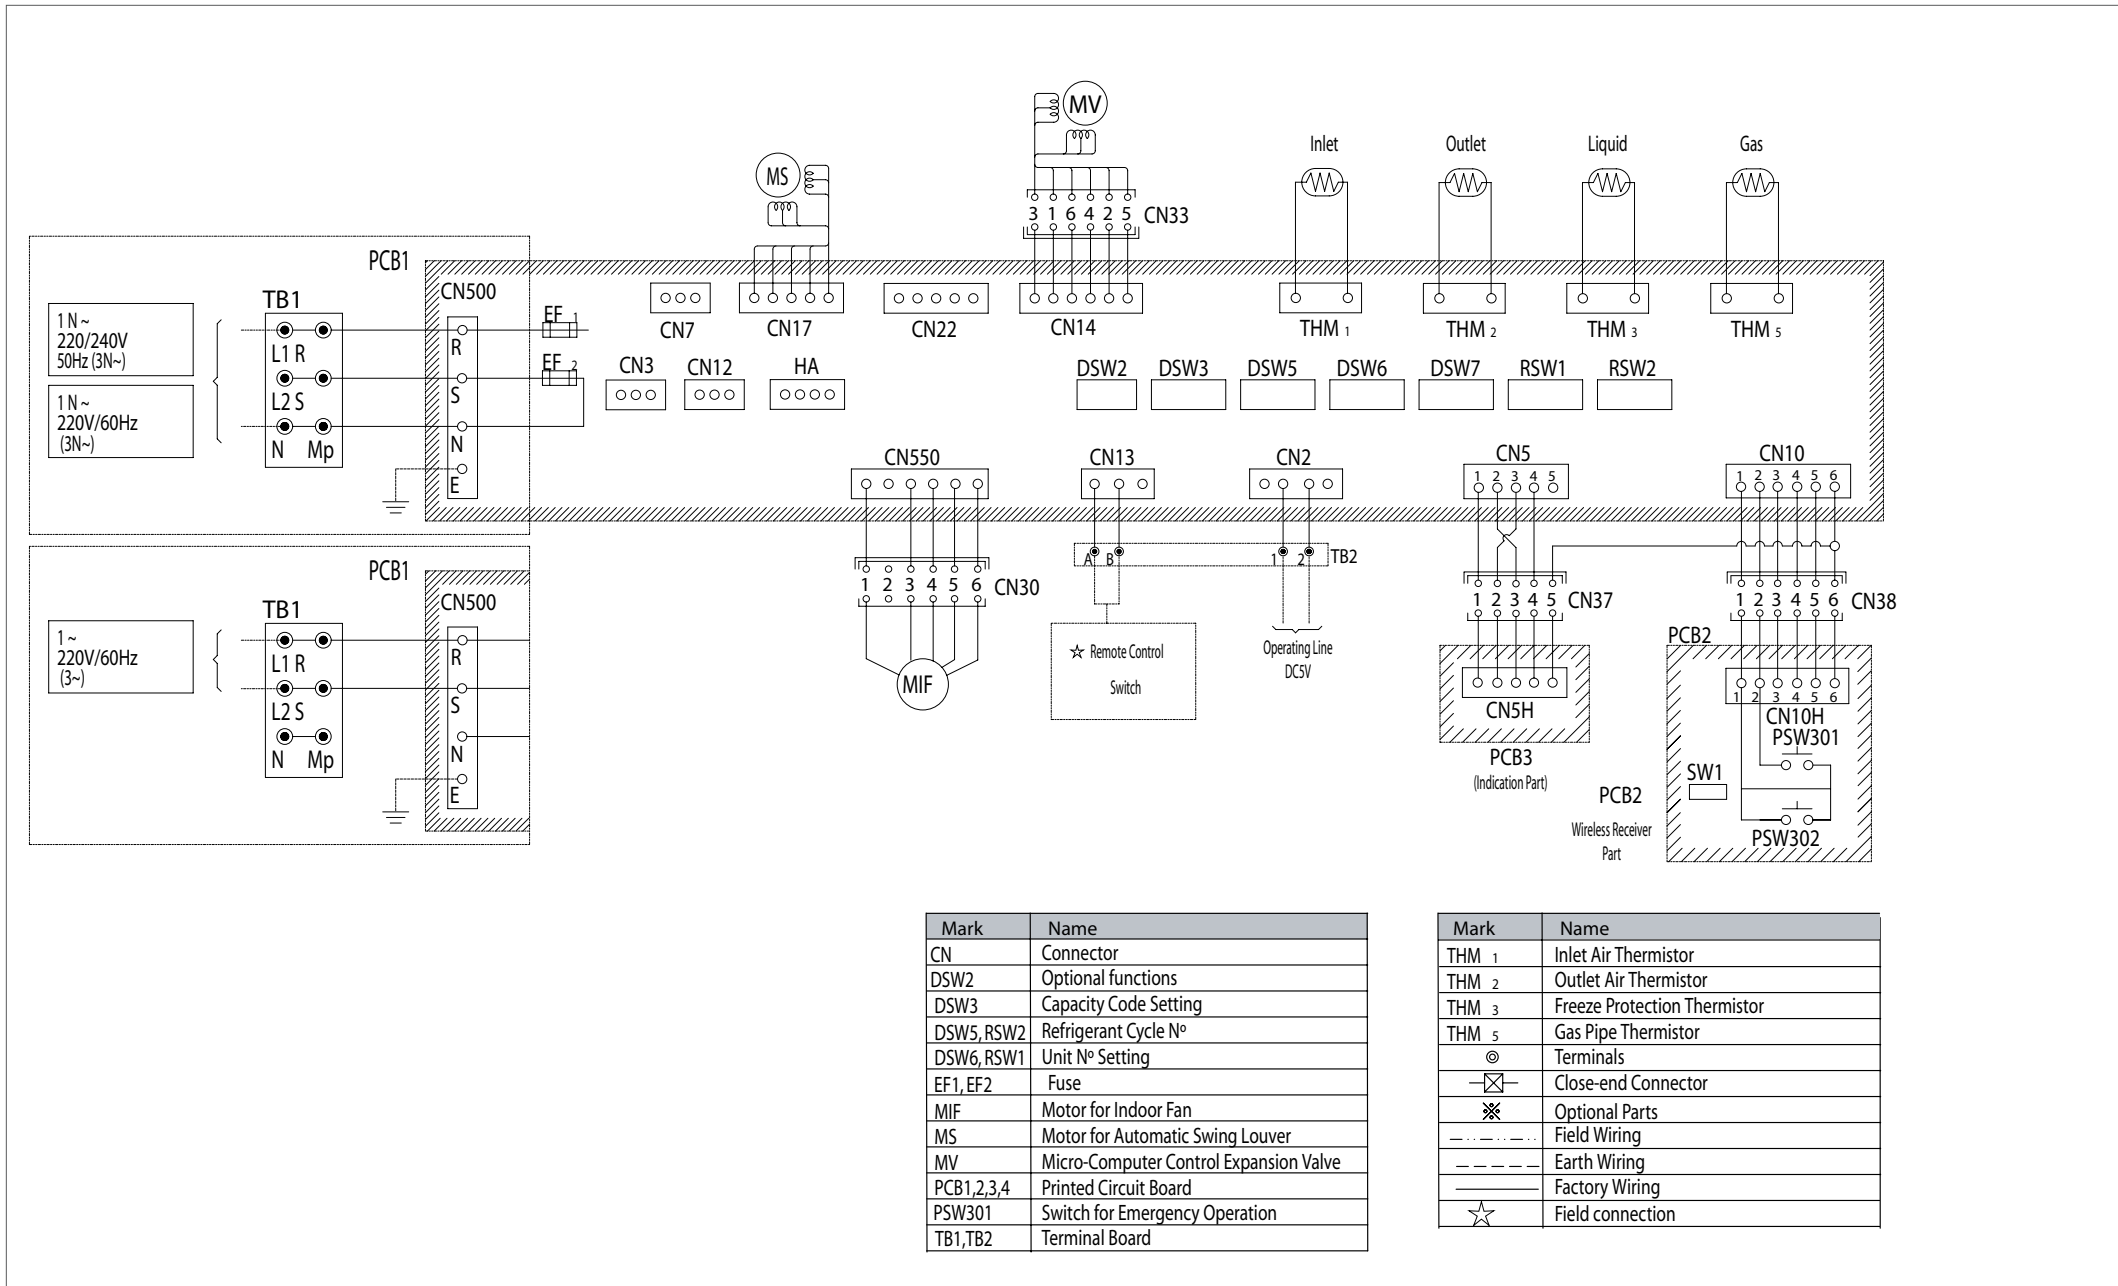 MV
MS
Inlet
Outlet
Liquid
Gas
3 1 6 4 2 5 CN33
PCB1
CN500
TB1
1 N ~
220/240V
50Hz (3N~)
1 N ~
220V/60Hz
(3N~)
L1 R
L2 S
N Mp
R
S
N
E
EF 1
EF 2
CN7
CN17
CN22
CN14
THM 1
THM 2
THM 3
THM 5
CN3
CN12
HA
DSW2
DSW3
DSW5
DSW6
DSW7
RSW1
RSW2
CN550
CN13
CN2
CN5
1 2 3 4 5
CN10
1 2 3 4 5 6
A B
1 2
TB2
1 2 3 4 5 6 CN30
1 2 3 4 5 CN37
1 2 3 4 5 6 CN38
MIF
☆ Remote Control
Switch
Operating Line
DC5V
CN5H
PCB3
(Indication Part)
PCB2
1 2 3 4 5 6
CN10H
PSW301
SW1
PSW302
PCB2
Wireless Receiver
Part
PCB1
CN500
TB1
1 ~
220V/60Hz
(3~)
L1 R
L2 S
N Mp
R
S
N
E
Mark Name
CN Connector
DSW2 Optional functions
DSW3 Capacity Code Setting
DSW5, RSW2 Refrigerant Cycle Nº
DSW6, RSW1 Unit Nº Setting
EF1, EF2 Fuse
MIF Motor for Indoor Fan
MS Motor for Automatic Swing Louver
MV Micro-Computer Control Expansion Valve
PCB1,2,3,4 Printed Circuit Board
PSW301 Switch for Emergency Operation
TB1,TB2 Terminal Board
Mark Name
THM 1 Inlet Air Thermistor
THM 2 Outlet Air Thermistor
THM 3 Freeze Protection Thermistor
THM 5 Gas Pipe Thermistor
Terminals
Close-end Connector
Optional Parts
Field Wiring
Earth Wiring
Factory Wiring
Field connection